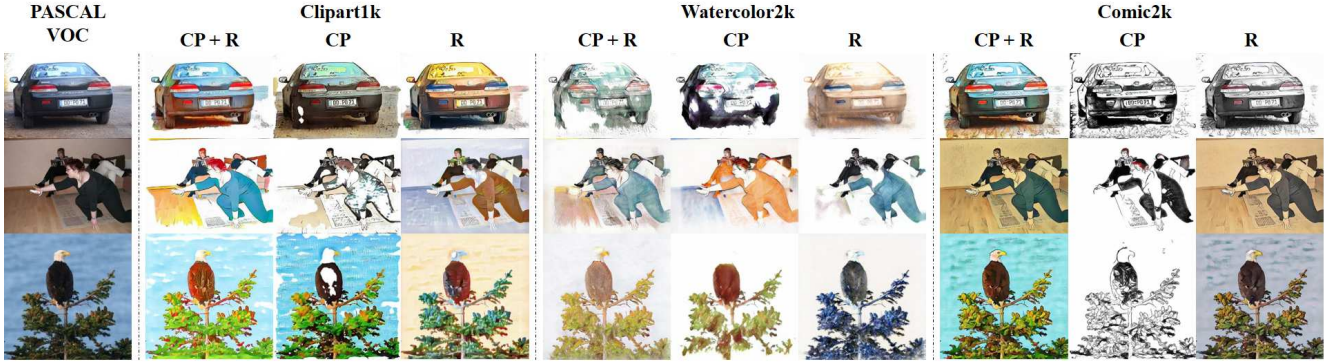 PASCAL VOC
Clipart1k
Watercolor2k
Comic2k
CP + R
CP
R
CP + R
CP
R
CP + R
CP
R